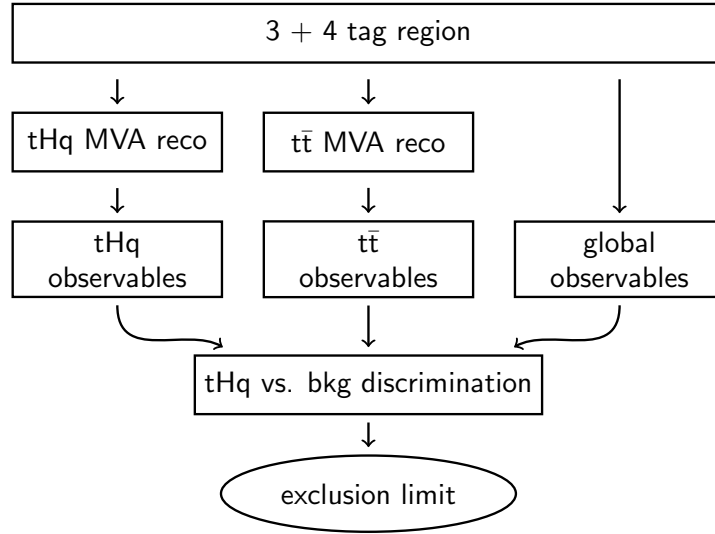 3 + 4 tag region
tHq MVA reco
tt̄ MVA reco
tHq
observables
tt̄
observables
global
observables
tHq vs. bkg discrimination
exclusion limit